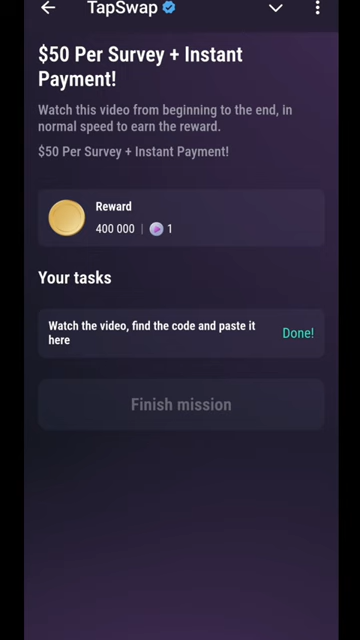 TapSwap
$50 Per Survey + Instant
Payment!
Watch this video from beginning to the end, in
normal speed to earn the reward.
$50 Per Survey + Instant Payment!
Reward
400 000 | 1
Your tasks
Watch the video, find the code and paste it
here
Done!
Finish mission